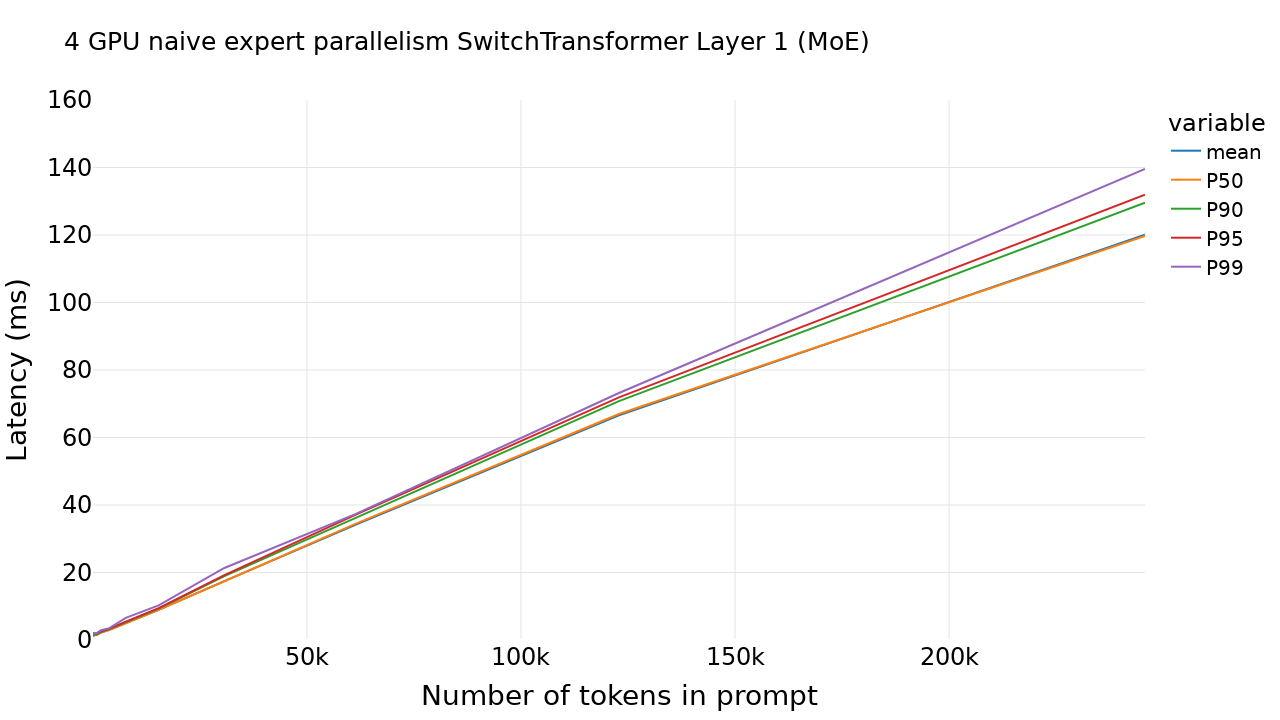 4 GPU naive expert parallelism SwitchTransformer Layer 1 (MoE)
160
140
120
100
80
60
40
20
0
Latency (ms)
50k
100k
150k
200k
Number of tokens in prompt
variable
mean
P50
P90
P95
P99